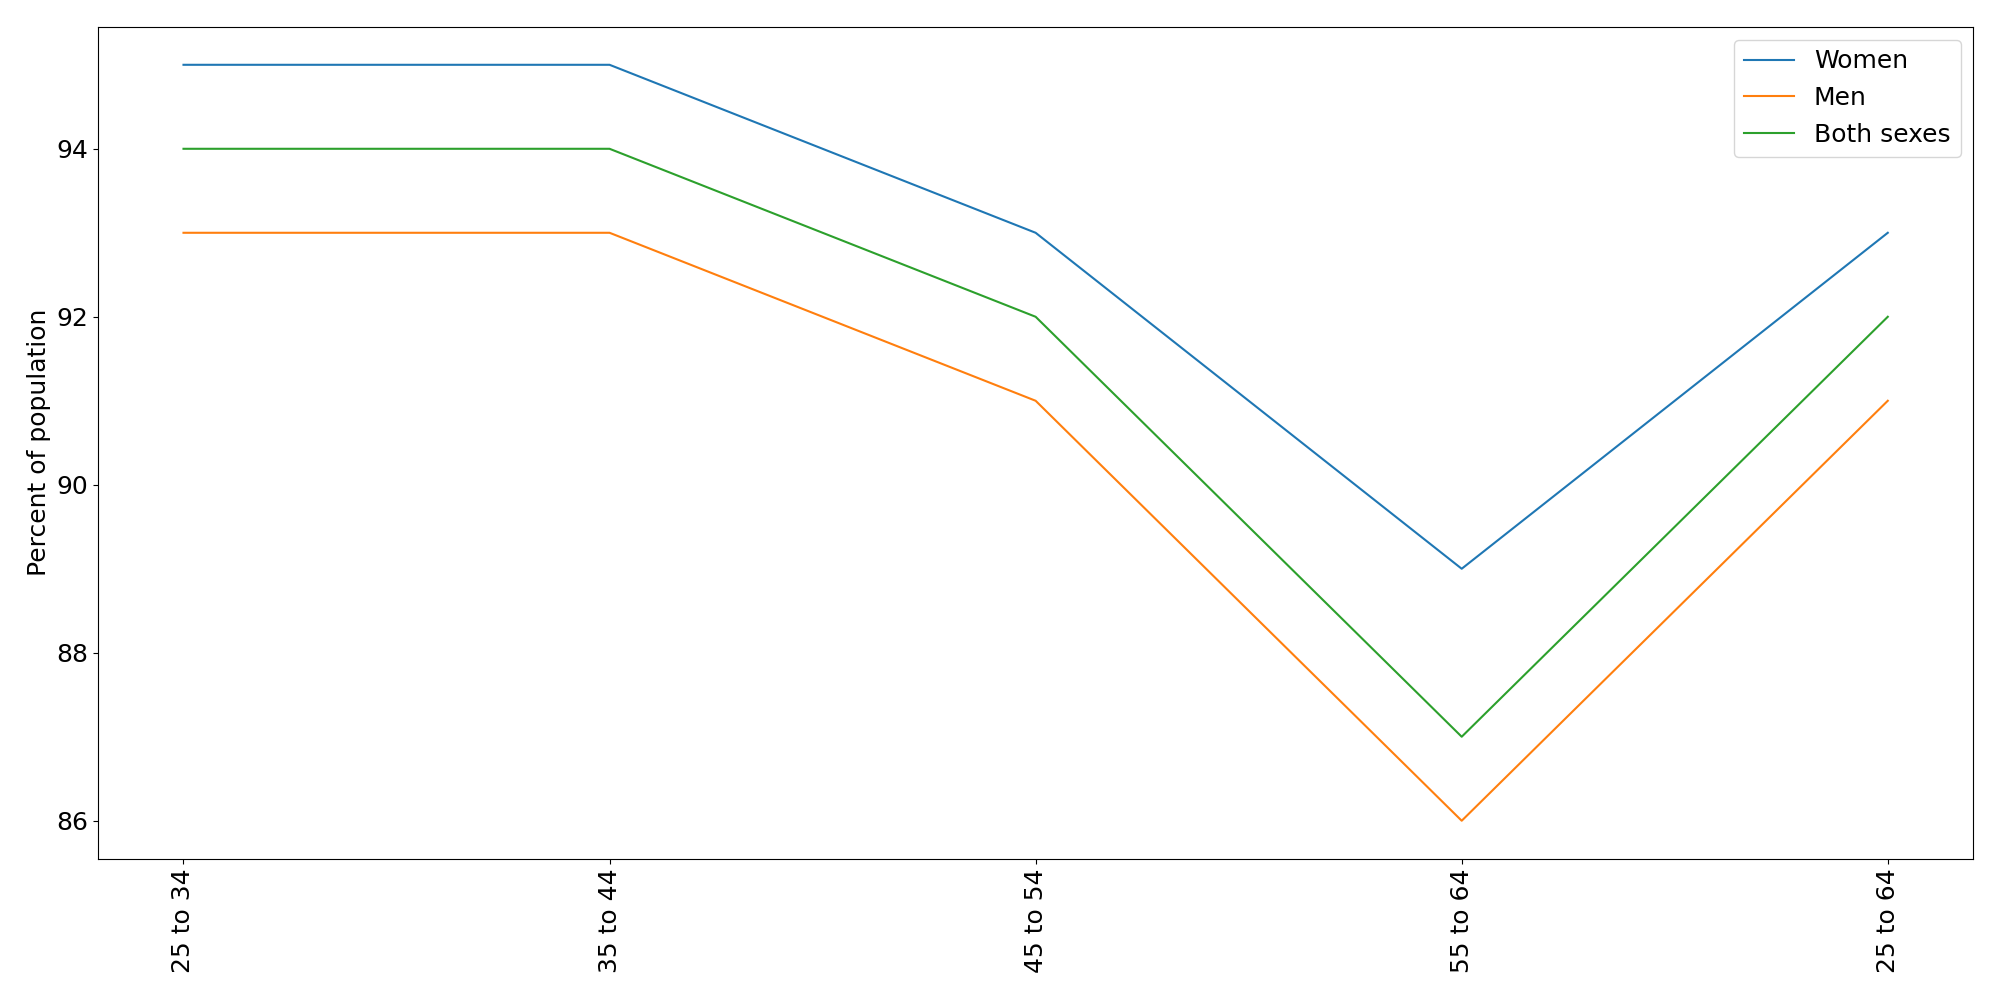 Women
Men
Both sexes
Percent of population
94
92
90
88
86
25 to 34
35 to 44
45 to 54
55 to 64
25 to 64